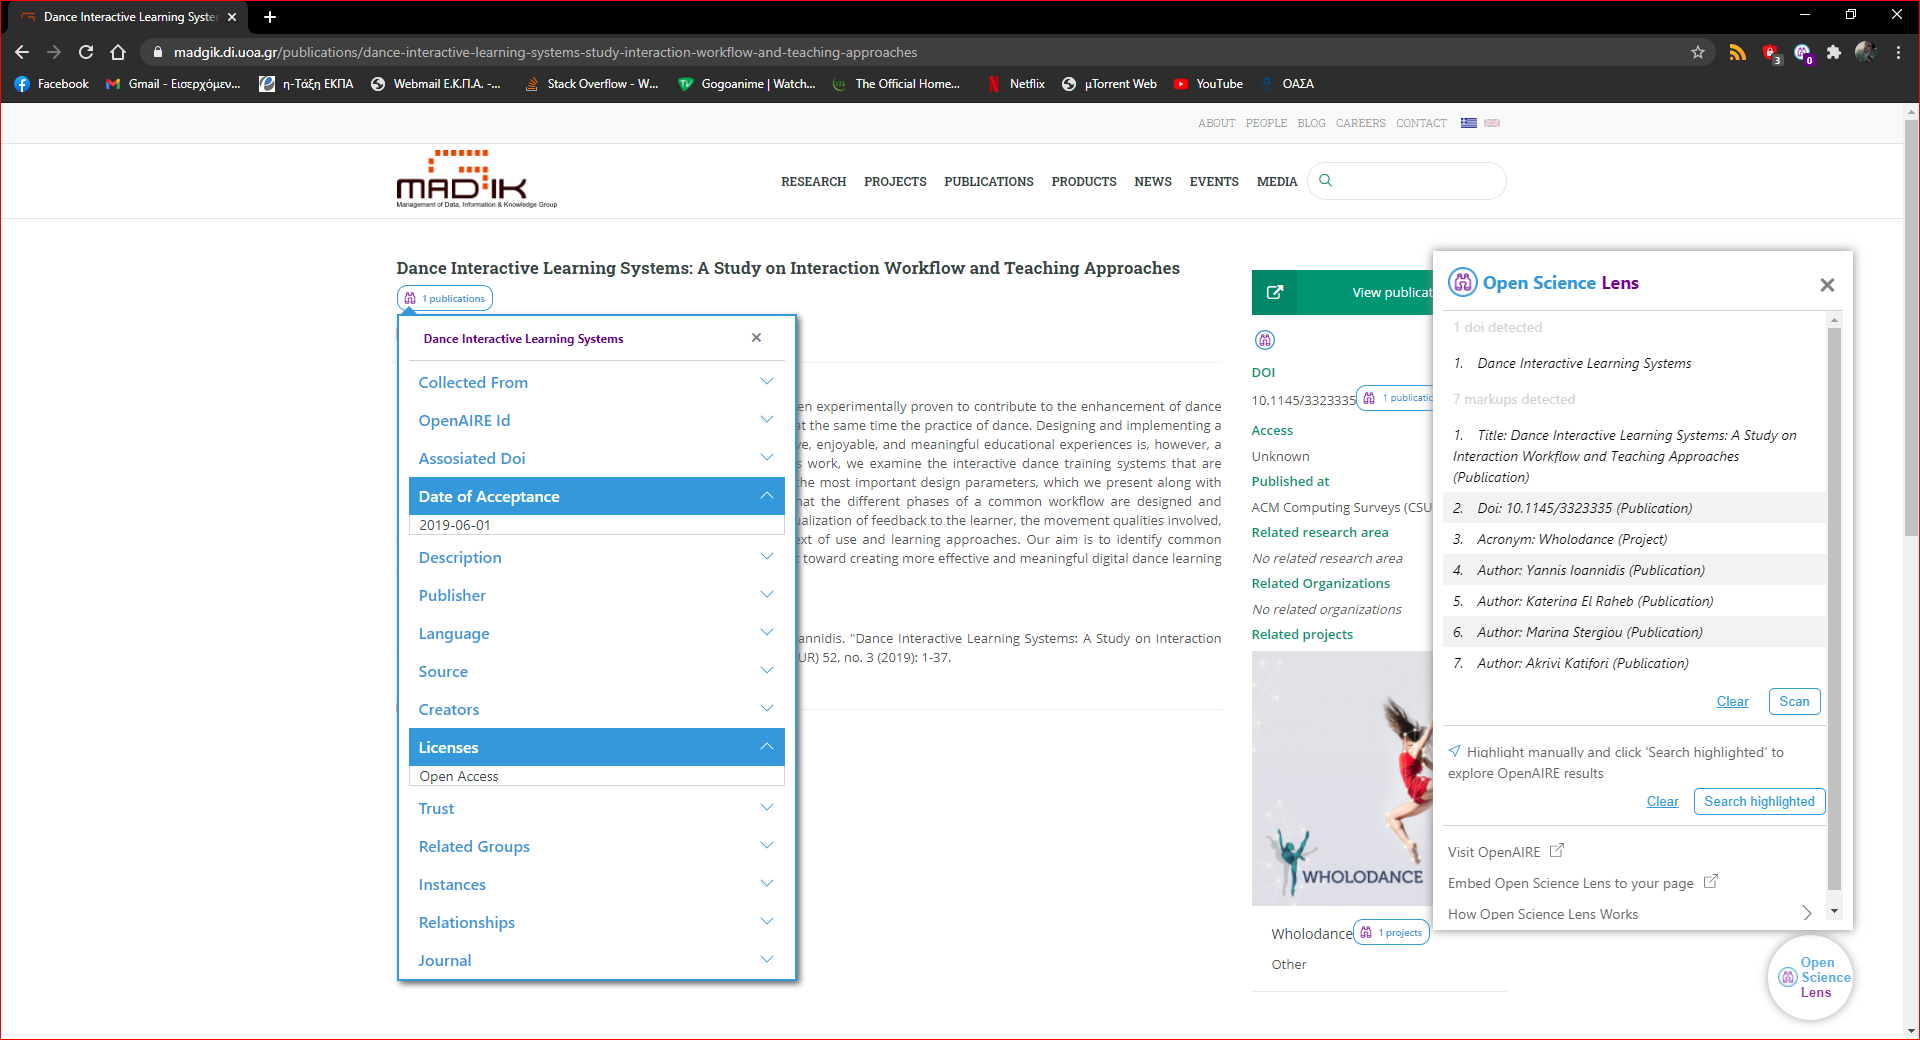 Dance Interactive Learning Syster
madgik.di.uoa.gr/publications/dance-interactive-learning-systems-study-interaction-workflow-and-teaching-approaches
3
0
Facebook
Gmail - Εισερχόμεν...
η-Τάξη ΕΚΠΑ
Webmail Ε.Κ.Π.Α. -...
Stack Overflow - W...
Gogoanime | Watch...
The Official Home...
Netflix
μTorrent Web
YouTube
ΟΑΣΑ
ABOUT PEOPLE BLOG CAREERS CONTACT
MADGIK
Management of Data, Information & Knowledge Group
RESEARCH PROJECTS PUBLICATIONS PRODUCTS NEWS EVENTS MEDIA
Dance Interactive Learning Systems: A Study on Interaction Workflow and Teaching Approaches
1 publications
Dance Interactive Learning Systems
Collected From
OpenAIRE Id
Assosiated Doi
Date of Acceptance
2019-06-01
Description
Publisher
Language
Source
Creators
Licenses
Open Access
Trust
Related Groups
Instances
Relationships
Journal
en experimentally proven to contribute to the enhancement of dance
at the same time the practice of dance. Designing and implementing a
ve, enjoyable, and meaningful educational experiences is, however, a
s work, we examine the interactive dance training systems that are
he most important design parameters, which we present along with
hat the different phases of a common workflow are designed and
ualization of feedback to the learner, the movement qualities involved,
ext of use and learning approaches. Our aim is to identify common
toward creating more effective and meaningful digital dance learning
annidis. "Dance Interactive Learning Systems: A Study on Interaction
UR) 52, no. 3 (2019): 1-37.
View publicat
DOI
10.1145/3323335
1 publicatio
Access
Unknown
Published at
ACM Computing Surveys (CSU
Related research area
No related research area
Related Organizations
No related organizations
Related projects
WHOLODANCE
Wholodance
1 projects
Other
Open Science Lens
1 doi detected
1. Dance Interactive Learning Systems
7 markups detected
1. Title: Dance Interactive Learning Systems: A Study on
Interaction Workflow and Teaching Approaches
(Publication)
2. Doi: 10.1145/3323335 (Publication)
3. Acronym: Wholodance (Project)
4. Author: Yannis Ioannidis (Publication)
5. Author: Katerina El Raheb (Publication)
6. Author: Marina Stergiou (Publication)
7. Author: Akrivi Katifori (Publication)
Clear
Scan
Highlight manually and click 'Search highlighted' to
explore OpenAIRE results
Clear
Search highlighted
Visit OpenAIRE
Embed Open Science Lens to your page
How Open Science Lens Works
Open
Science
Lens